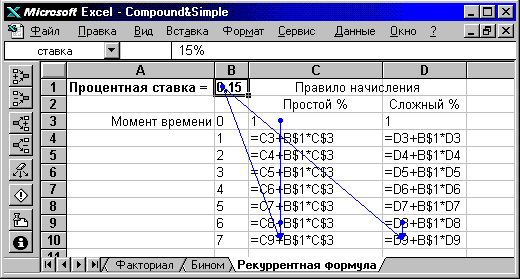 Microsoft Excel - Compound&Simple
Файл Правка Вид Вставка Формат Сервис Данные Окно ?
ставка 15%
A B C D
1 Процентная ставка = 0,15 Правило начисления
2 Простой % Сложный %
3 Момент времени 0 1 1
4 1 =C3+B$1*C$3 =D3+B$1*D3
5 2 =C4+B$1*C$3 =D4+B$1*D4
6 3 =C5+B$1*C$3 =D5+B$1*D5
7 4 =C6+B$1*C$3 =D6+B$1*D6
8 5 =C7+B$1*C$3 =D7+B$1*D7
9 6 =C8+B$1*C$3 =D8+B$1*D8
10 7 =C9+B$1*C$3 =D9+B$1*D9
11
Факториал Бином Рекуррентная формула